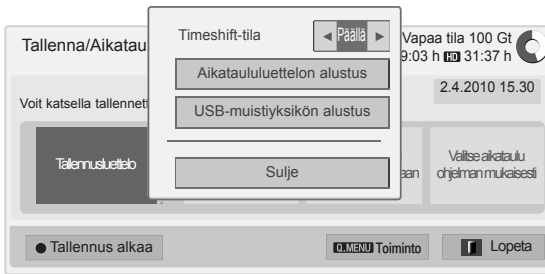 Tallenna/Aikatau
Timeshift-tila
◄ Päällä ►
Vapaa tila 100 Gt
9:03 h HD 31:37 h
Aikataululuettelon alustus
2.4.2010 15.30
Voit katsella tallennett
USB-muistiyksikön alustus
Tallennusluettelo
aan
Valitse aikataulu
ohjelman mukaisesti
Sulje
● Tallennus alkaa
Q.MENU Toiminto
Lopeta